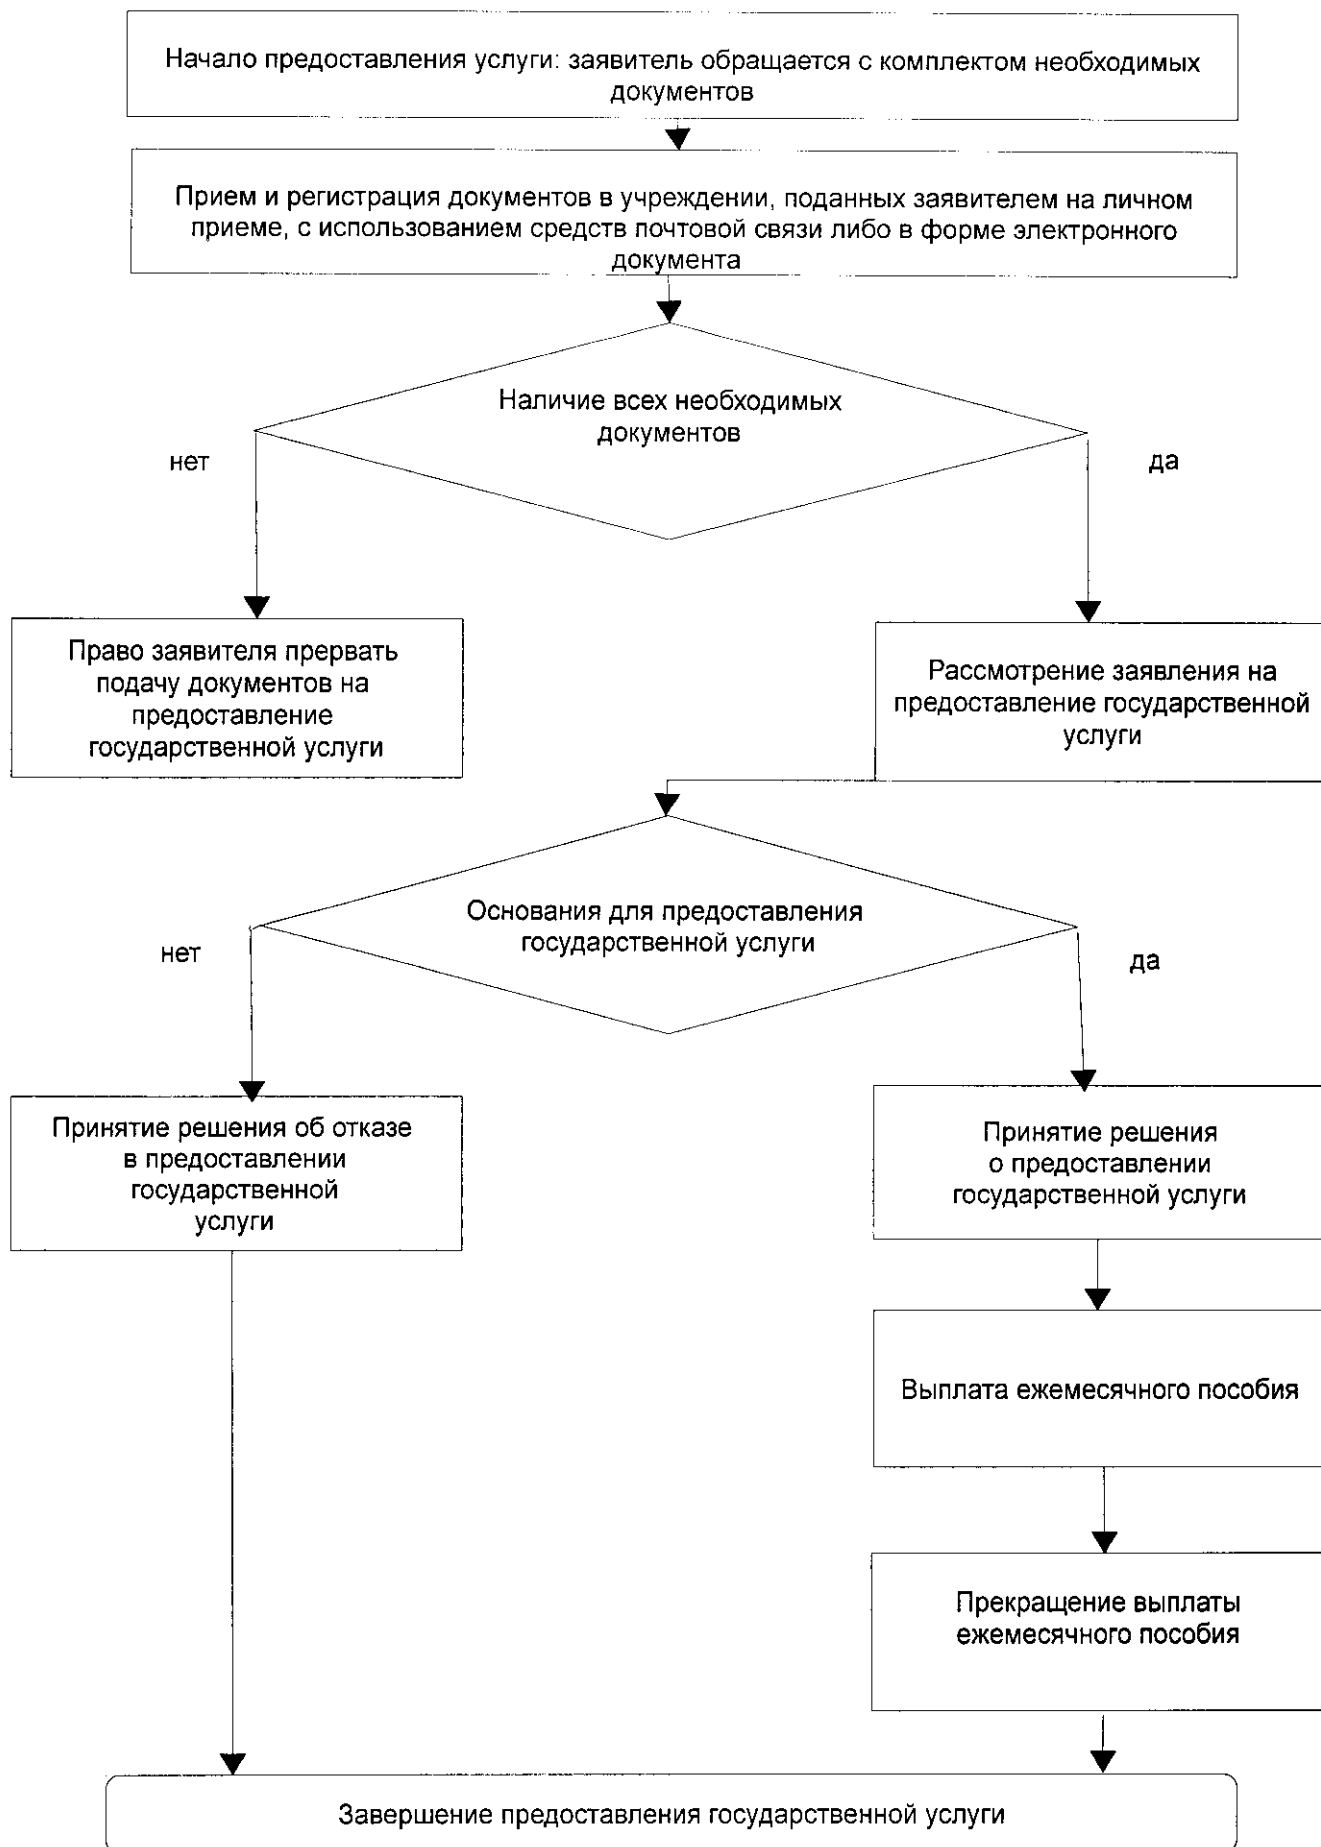 Начало предоставления услуги: заявитель обращается с комплектом необходимых
документов
Прием и регистрация документов в учреждении, поданных заявителем на личном
приеме, с использованием средств почтовой связи либо в форме электронного
документа
Наличие всех необходимых
документов
нет
да
Право заявителя прервать
подачу документов на
предоставление
государственной услуги
Рассмотрение заявления на
предоставление государственной
услуги
Основания для предоставления
государственной услуги
нет
да
Принятие решения об отказе
в предоставлении
государственной
услуги
Принятие решения
о предоставлении
государственной услуги
Выплата ежемесячного пособия
Прекращение выплаты
ежемесячного пособия
Завершение предоставления государственной услуги